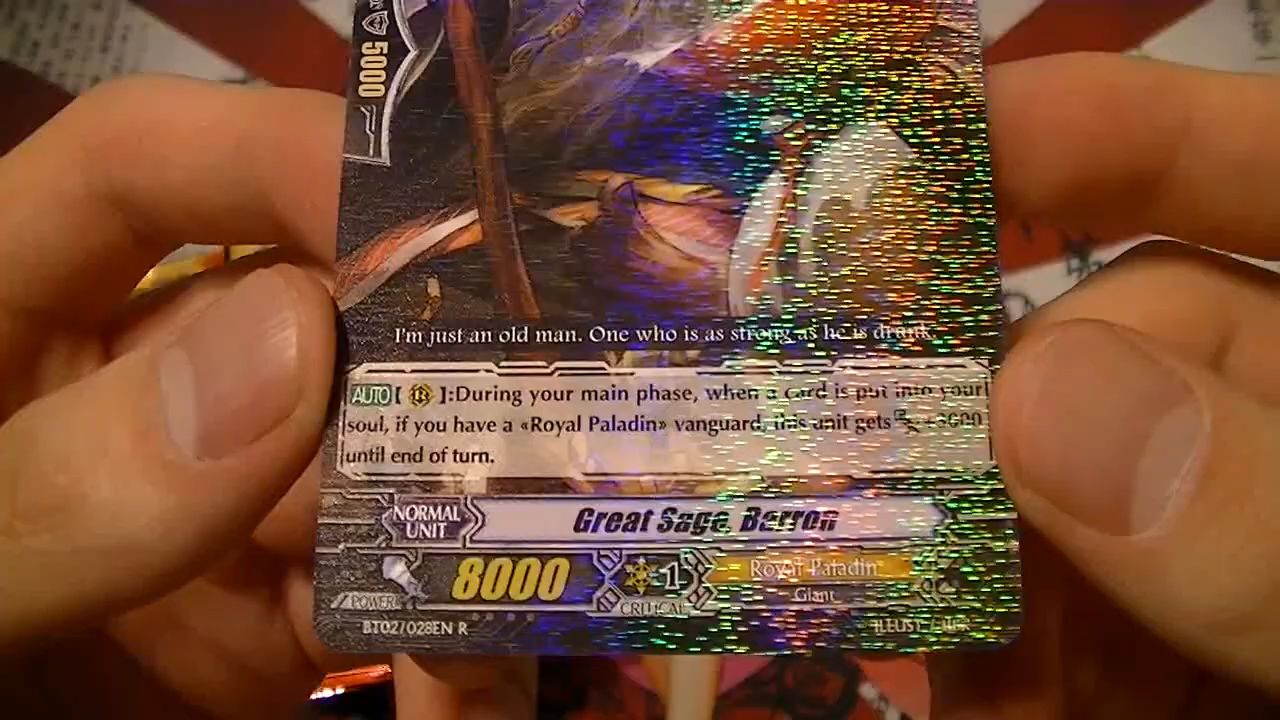 5000
I'm just an old man. One who is as strong as he is drunk.
AUTO [ R ]:During your main phase, when a card is put into your
soul, if you have a «Royal Paladin» vanguard, this unit gets +3000
until end of turn.
NORMAL
UNIT
Great Sage, Barron
POWER
8000
1
CRITICAL
Royal Paladin
Giant
BT02/028EN R
ILLUST